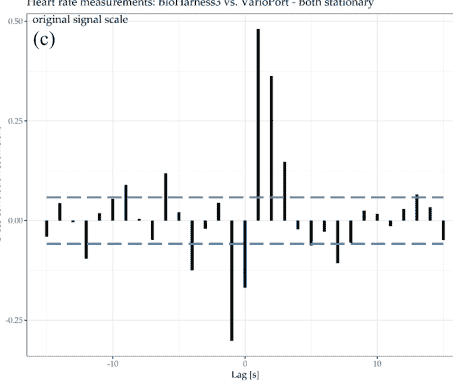 Heart rate measurements: BioHarness3 vs. VarioPort - both stationary
original signal scale
(c)
0.50
0.25
0.00
-0.25
-10
0
10
Lag [s]